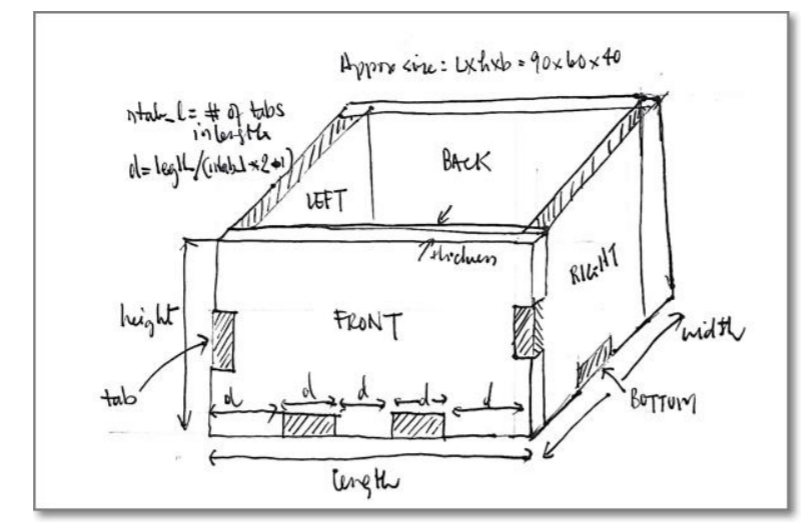 Approx size: Lxhxb = 90x60x40
ntab_l = # of tabs
in length
d = legth/(ntab_l*2+1)
BACK
LEFT
thickness
RIGHT
height
FRONT
width
tab
d
d
d
d
d
BOTTOM
length